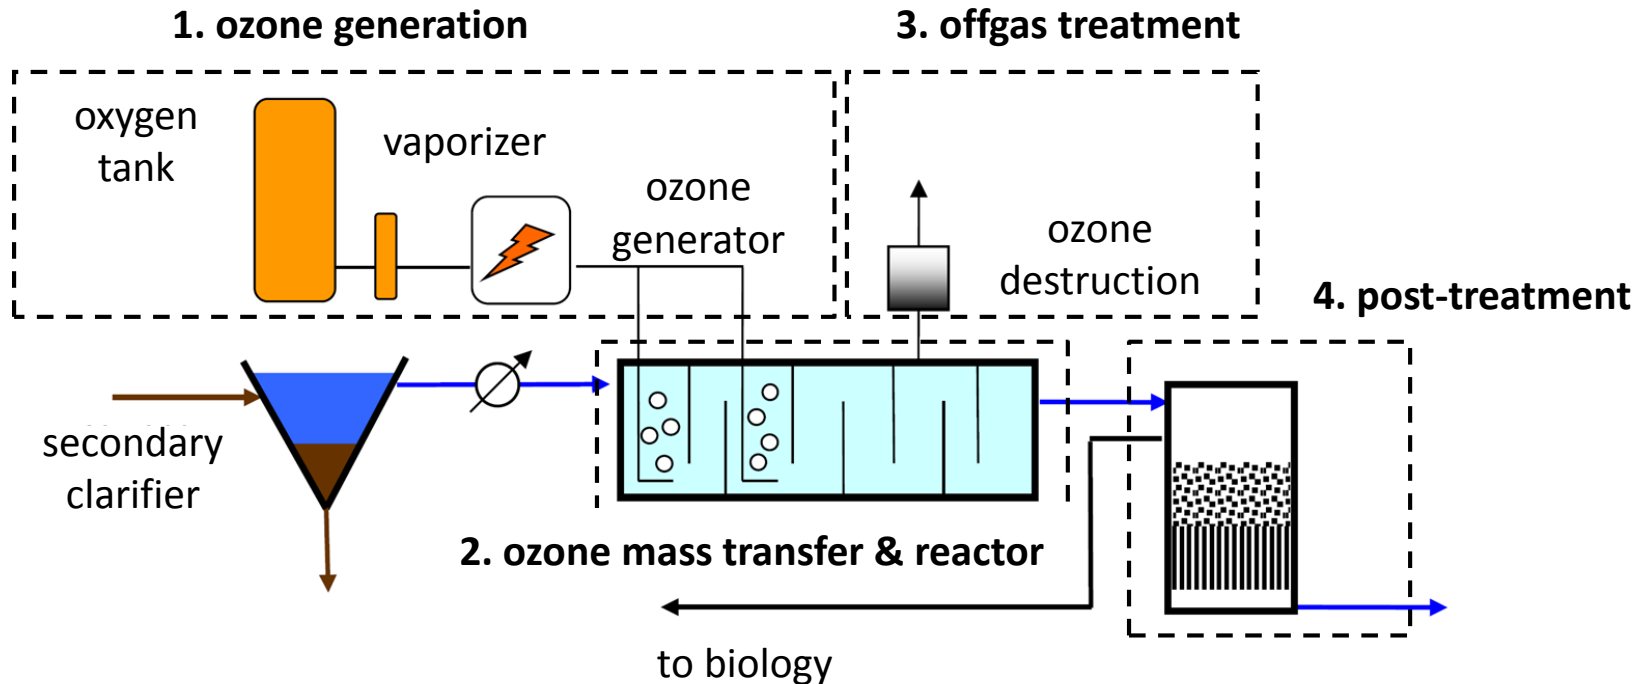 1. ozone generation
3. offgas treatment
oxygen
tank
vaporizer
ozone
generator
ozone
destruction
4. post-treatment
secondary
clarifier
2. ozone mass transfer & reactor
to biology